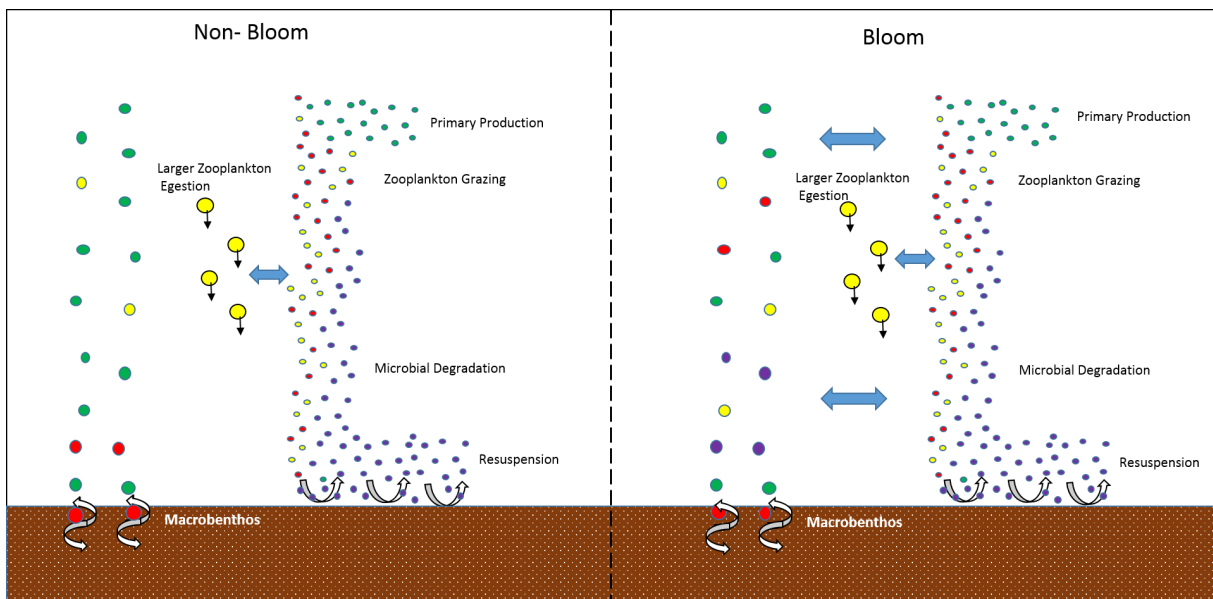 Non- Bloom
Primary Production
Larger Zooplankton
Egestion
Zooplankton Grazing
Microbial Degradation
Resuspension
Macrobenthos
Bloom
Primary Production
Larger Zooplankton
Egestion
Zooplankton Grazing
Microbial Degradation
Resuspension
Macrobenthos